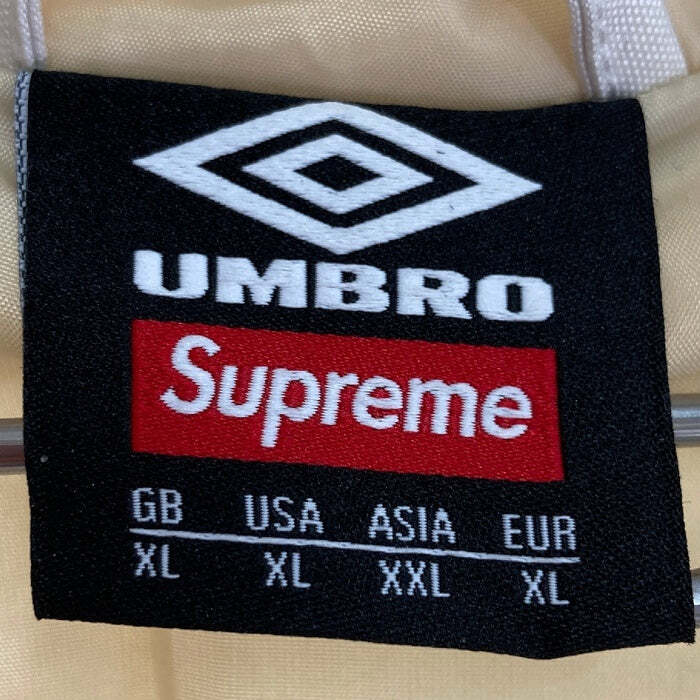 UMBRO
Supreme
GB USA ASIA EUR
XL XL XXL XL